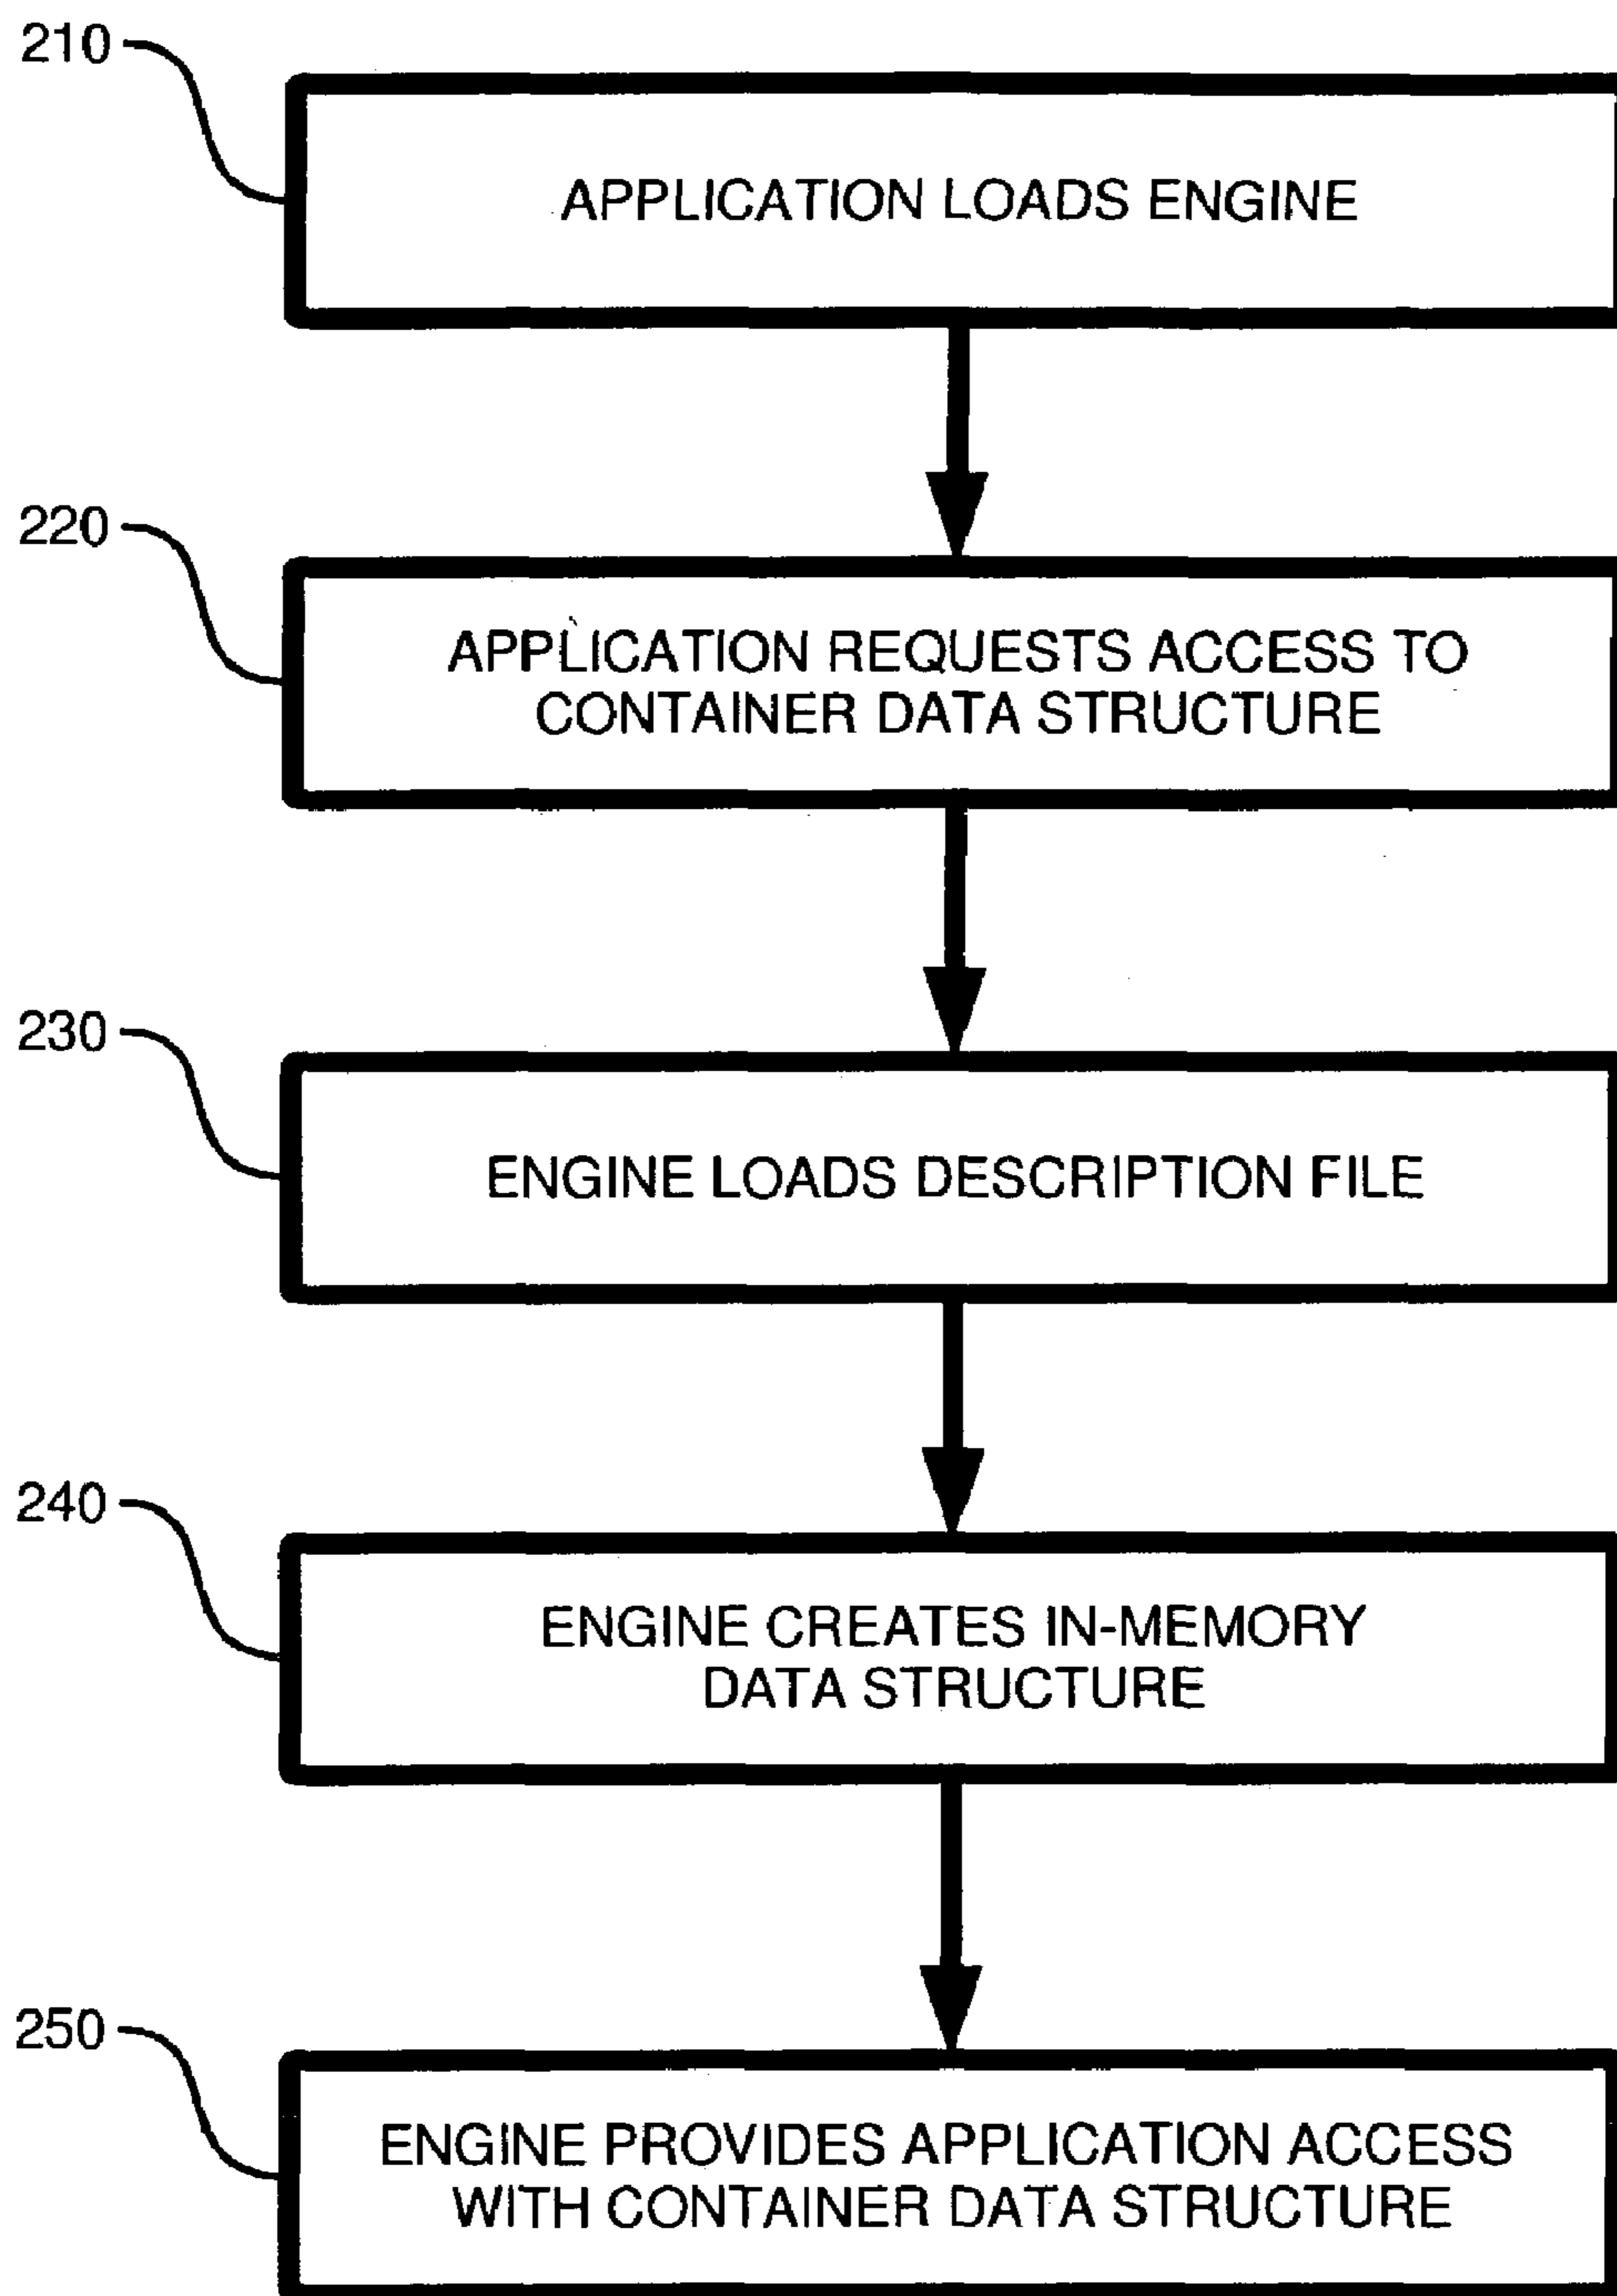 210
APPLICATION LOADS ENGINE
220
APPLICATION REQUESTS ACCESS TO
CONTAINER DATA STRUCTURE
230
ENGINE LOADS DESCRIPTION FILE
240
ENGINE CREATES IN-MEMORY
DATA STRUCTURE
250
ENGINE PROVIDES APPLICATION ACCESS
WITH CONTAINER DATA STRUCTURE